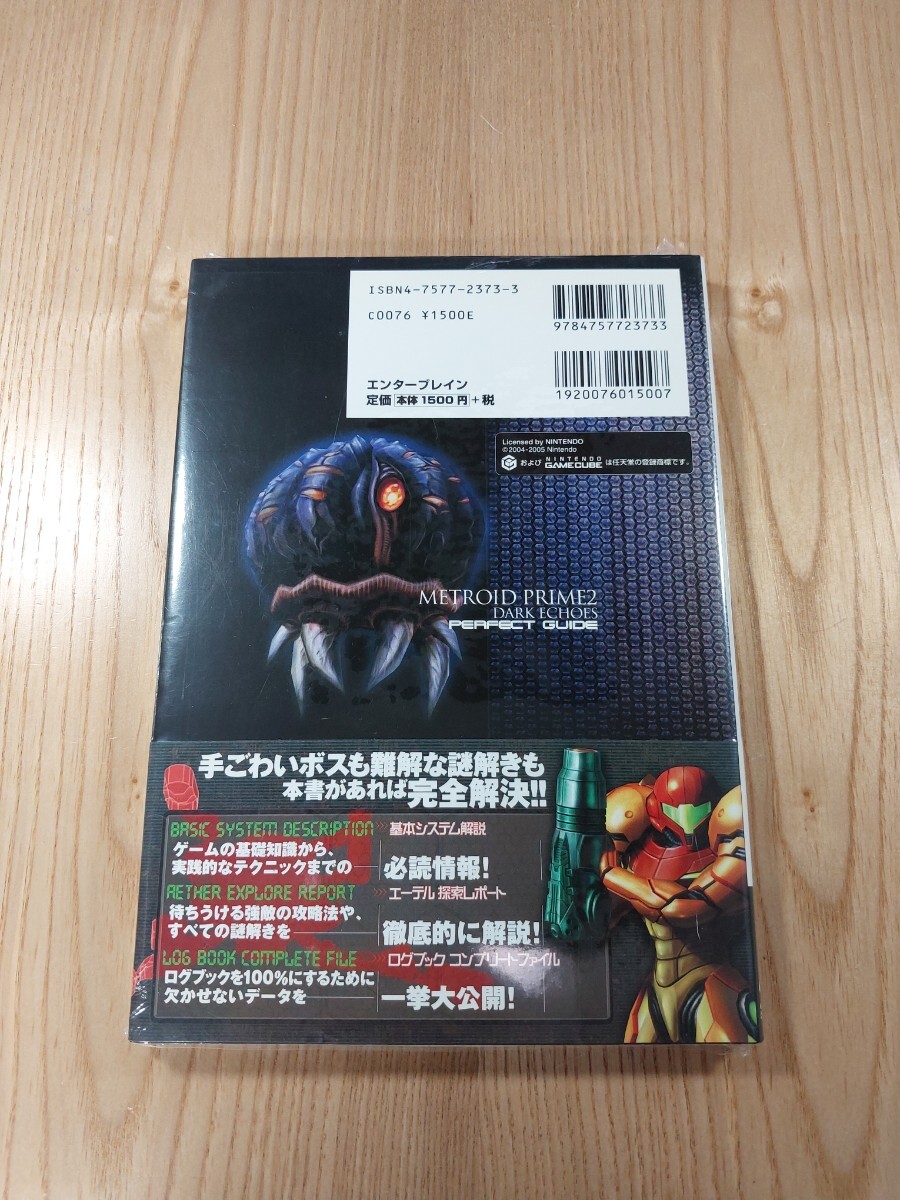 ISBN4-7577-2373-3
C0076 ¥1500E
9784757723733
エンターブレイン
定価 本体 1500 円 +税
1920076015007
Licensed by NINTENDO
©2004-2005 Nintendo
および NINTENDO GAMECUBE は任天堂の登録商標です。
METROID PRIME2
DARK ECHOES
PERFECT GUIDE
手ごわいボスも難解な謎解きも
本書があれば完全解決!!
BASIC SYSTEM DESCRIPTION 基本システム解説
ゲームの基礎知識から、
実践的なテクニックまでの 必読情報!
AETHER EXPLORE REPORT エーテル 探索レポート
待ちうける強敵の攻略法や、
すべての謎解きを 徹底的に解説!
LOG BOOK COMPLETE FILE ログブック コンプリートファイル
ログブックを100%にするために
欠かせないデータを 一挙大公開!